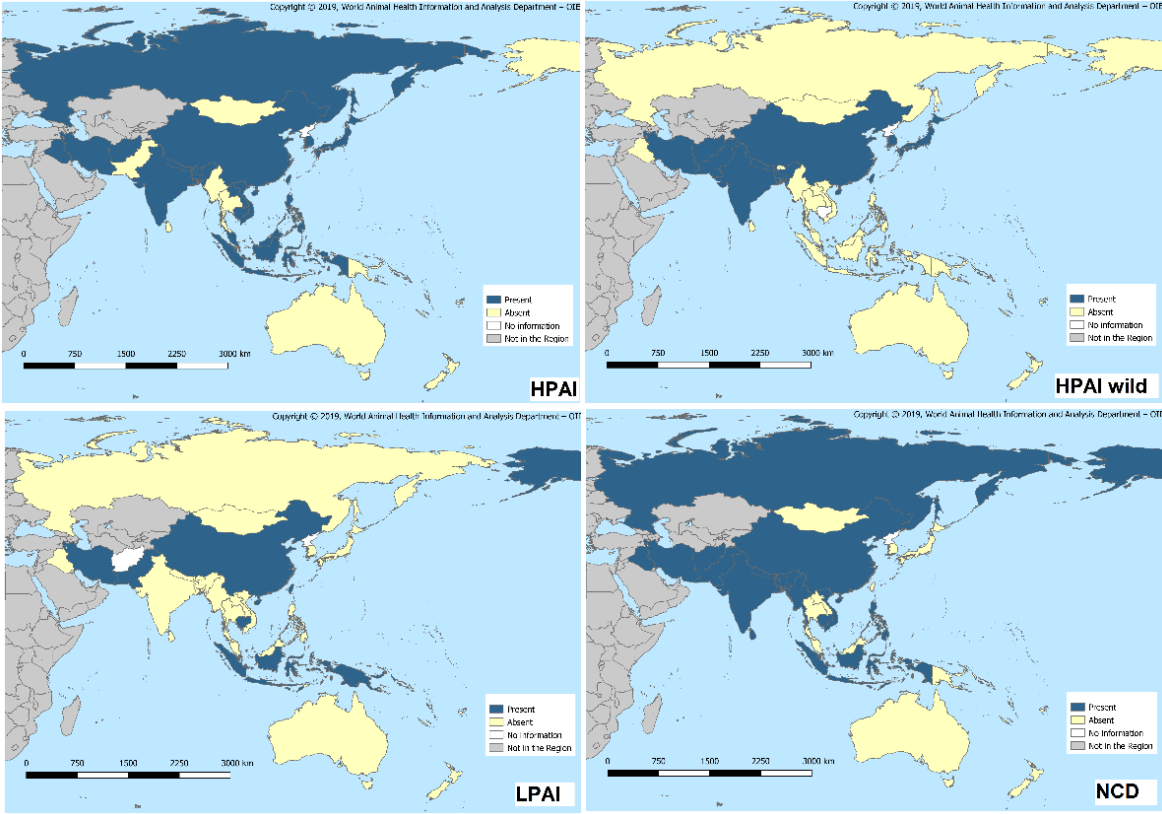 Copyright © 2019, World Animal Health Information and Analysis Department – OIE
Present
Absent
No information
Not in the Region
0 750 1500 2250 3000 km
HPAI
Copyright © 2019, World Animal Health Information and Analysis Department – OIE
Present
Absent
No information
Not in the Region
0 750 1500 2250 3000 km
HPAI wild
Copyright © 2019, World Animal Health Information and Analysis Department – OIE
Present
Absent
No information
Not in the Region
0 750 1500 2250 3000 km
LPAI
Copyright © 2019, World Animal Health Information and Analysis Department – OIE
Present
Absent
No information
Not in the Region
0 750 1500 2250 3000 km
NCD